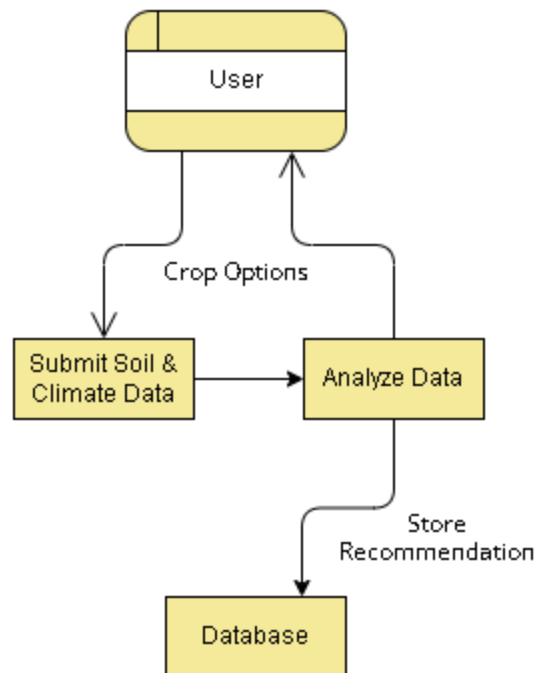 User
Crop Options
Submit Soil &
Climate Data
Analyze Data
Store
Recommendation
Database